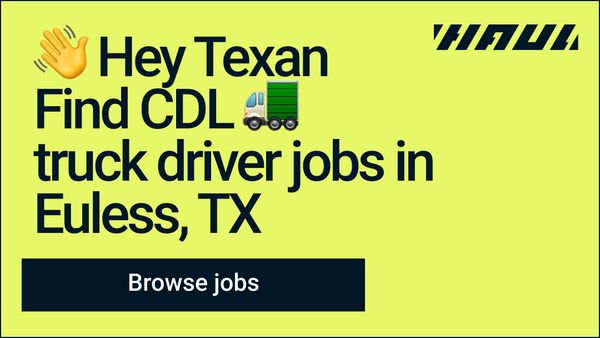 👋 Hey Texan
HAUL
Find CDL 🚛
truck driver jobs in
Euless, TX
Browse jobs